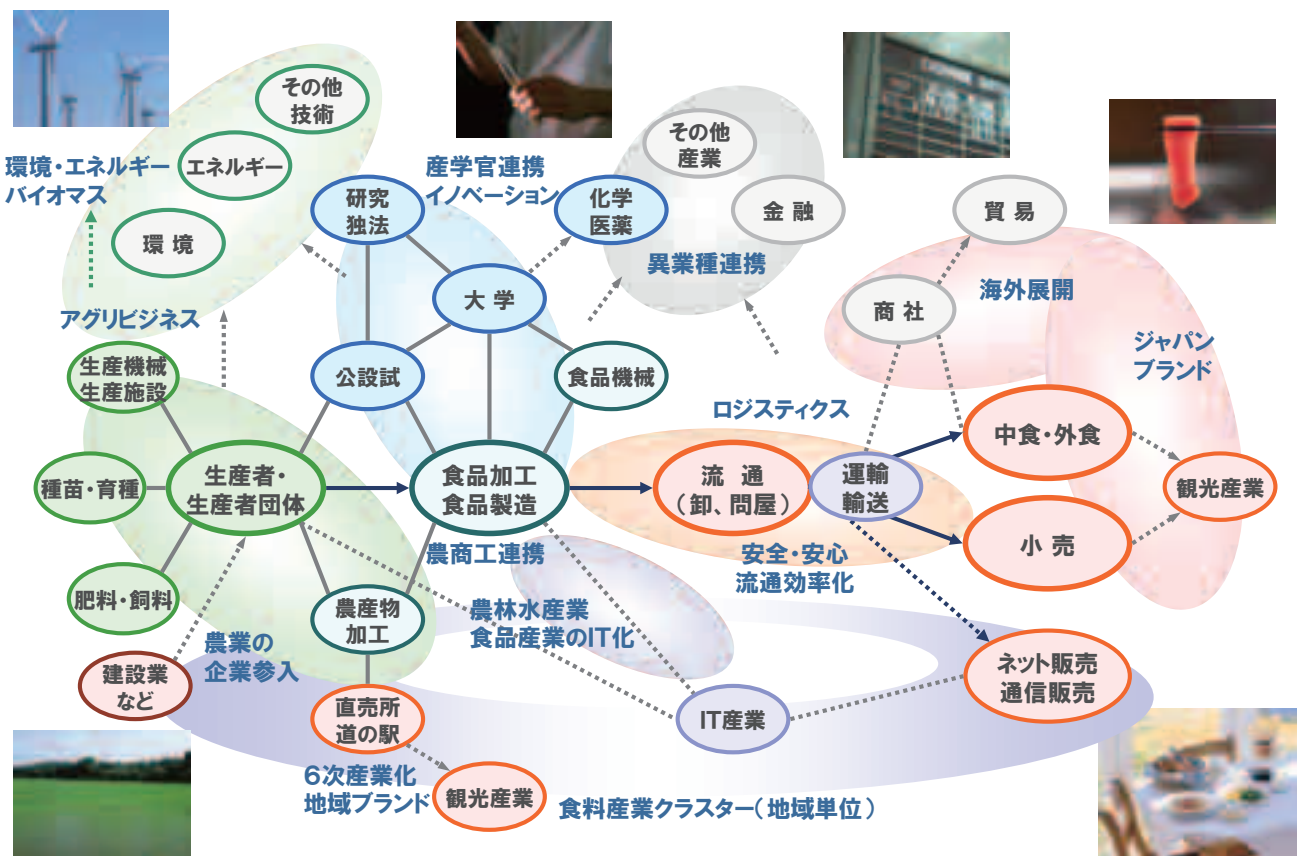 その他
技術
エネルギー
環境・エネルギー
バイオマス
環 境
アグリビジネス
産学官連携
イノベーション
研究
独法
化学
医薬
大 学
公設試
食品機械
その他
産業
金 融
異業種連携
貿 易
商 社
海外展開
ジャパン
ブランド
生産機械
生産施設
種苗・育種
生産者・
生産者団体
肥料・飼料
食品加工
食品製造
農商工連携
ロジスティクス
流 通
（卸、問屋）
運輸
輸送
中食・外食
小 売
観光産業
安全・安心
流通効率化
農産物
加工
農林水産業
食品産業のIT化
農業の
企業参入
建設業
など
直売所
道の駅
IT産業
ネット販売
通信販売
6次産業化
地域ブランド
観光産業
食料産業クラスター（地域単位）